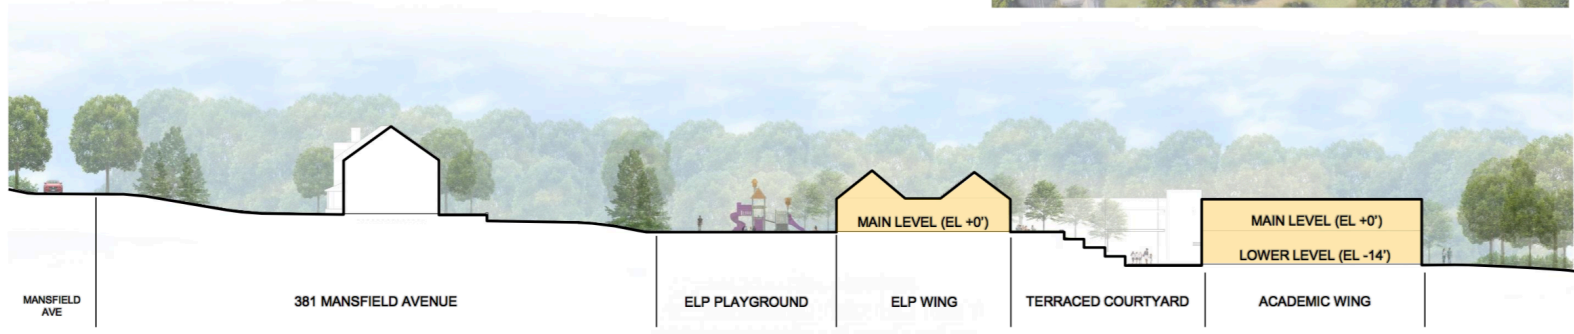 MAIN LEVEL (EL +0')
MAIN LEVEL (EL +0')
LOWER LEVEL (EL -14')
MANSFIELD
AVE
381 MANSFIELD AVENUE
ELP PLAYGROUND
ELP WING
TERRACED COURTYARD
ACADEMIC WING